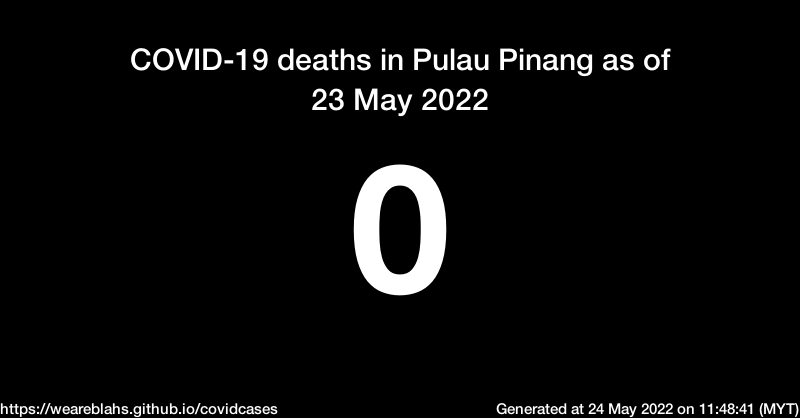 COVID-19 deaths in Pulau Pinang as of
23 May 2022
0
https://weareblahs.github.io/covidcases
Generated at 24 May 2022 on 11:48:41 (MYT)